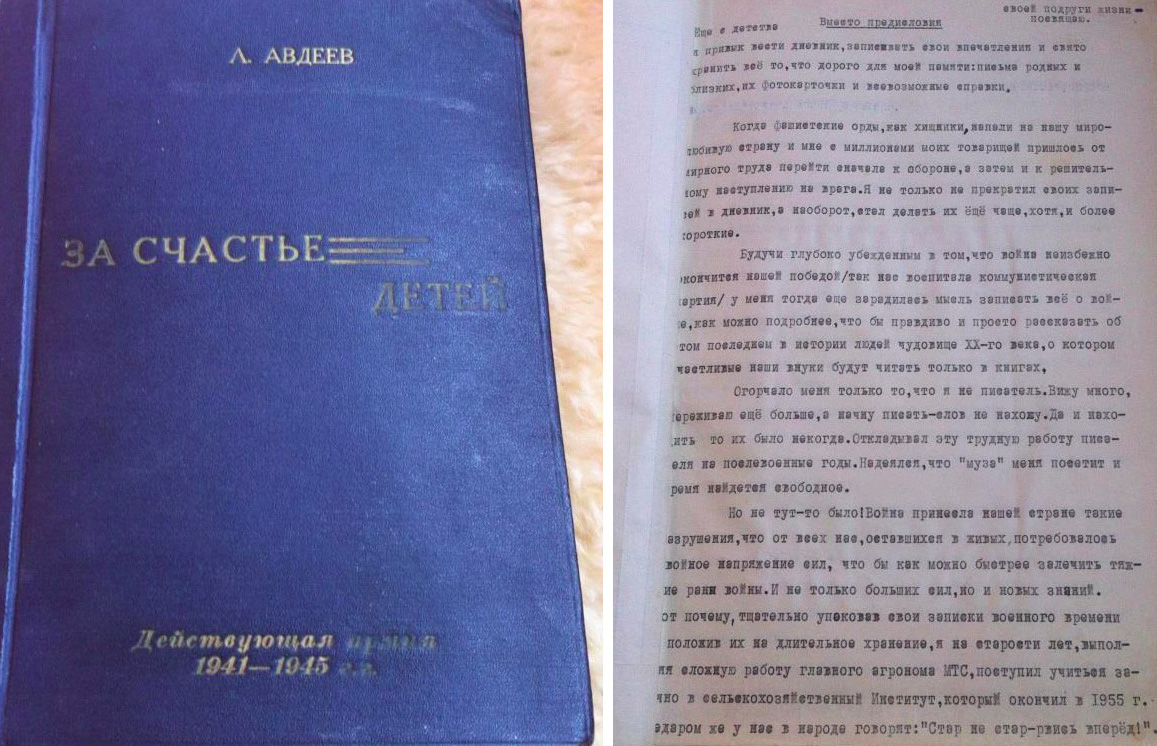 Л. АВДЕЕВ
ЗА СЧАСТЬЕ
ДЕТЕЙ
Действующая армия
1941—1945 г.г.
своей подруги жизни-
посвящаю.
Вместо предисловия
Еще с детства
я привык вести дневник,записывать свои впечатления и свято
хранить всё то,что дорого для моей памяти:письма родных и
близких,их фотокарточки и всевозможные справки.
Когда фашистские орды,как хищники,напали на нашу миро-
любивую страну и мне с миллионами моих товарищей пришлось от
мирного труда перейти сначала к обороне,а затем и к решитель-
ному наступлению на врага.Я не только не прекратил своих запи-
сей в дневник,а наоборот,стал делать их ёщё чаще,хотя,и более
короткие.
Будучи глубоко убежденным в том,что война неизбежно
окончится нашей победой/так нас воспитала коммунистическая
партия/ у меня тогда еще зародилась мысль записать всё о вой-
не,как можно подробнее,что бы правдиво и просто рассказать об
этом последнем в истории людей чудовище XX-го века,о котором
счастливые наши внуки будут читать только в книгах.
Огорчало меня только то,что я не писатель.Вижу много,
переживаю ещё больше,а начну писать-слов не нахожу.Да и нахо-
дить то их было некогда.Откладывал эту трудную работу писа-
теля на послевоенные годы.Надеялся,что "муза" меня посетит и
время найдется свободное.
Но не тут-то было!Война принесла нашей стране такие
разрушения,что от всех нас,оставшихся в живых,потребовалось
двойное напряжение сил, что бы как можно быстрее залечить тяж-
кие раны войны.И не только больших сил,но и новых знаний.
Вот почему,тщательно упаковав свои записки военного времени
положив их на длительное хранение,я на старости лет,выпол-
няя сложную работу главного агронома МТС,поступил учиться за-
очно в сельскохозяйственный Институт,который окончил в 1955 г.
Недаром же у нас в народе говорят:"Стар не стар-рвись вперёд!".